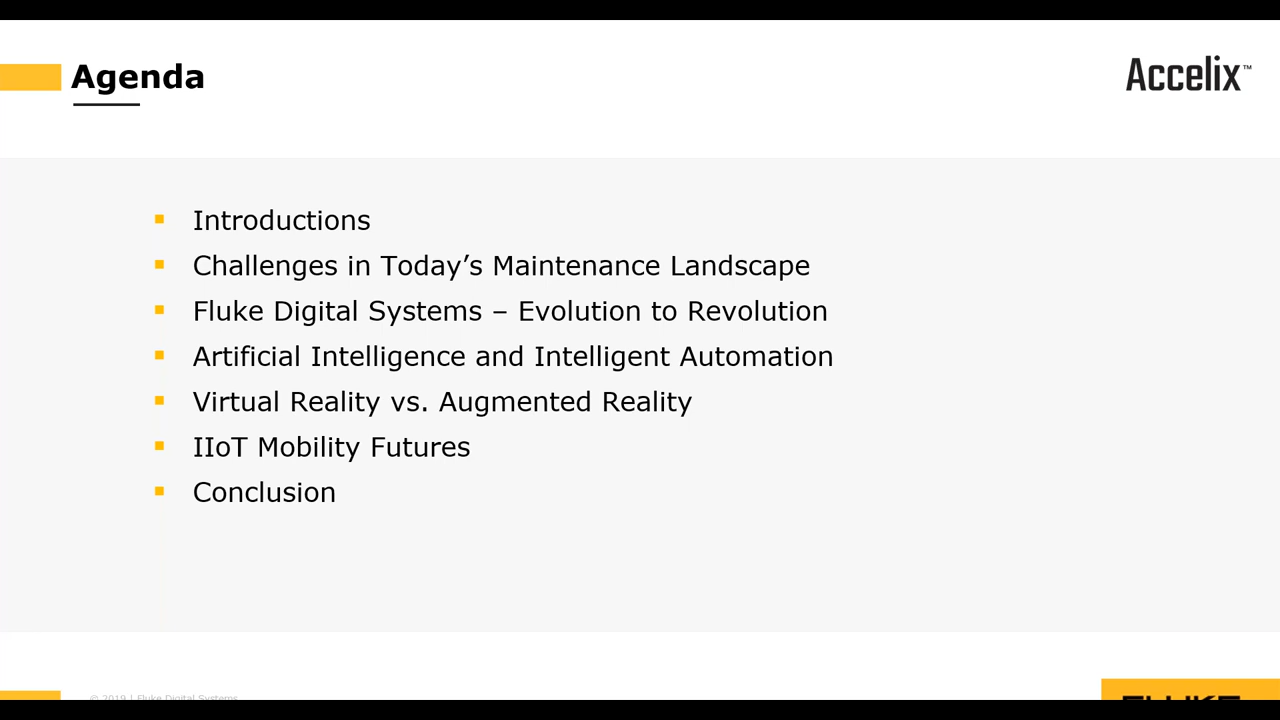 Agenda
Accelix™
Introductions
Challenges in Today’s Maintenance Landscape
Fluke Digital Systems – Evolution to Revolution
Artificial Intelligence and Intelligent Automation
Virtual Reality vs. Augmented Reality
IIoT Mobility Futures
Conclusion
© 2019 | Fluke Digital Systems
FLUKE